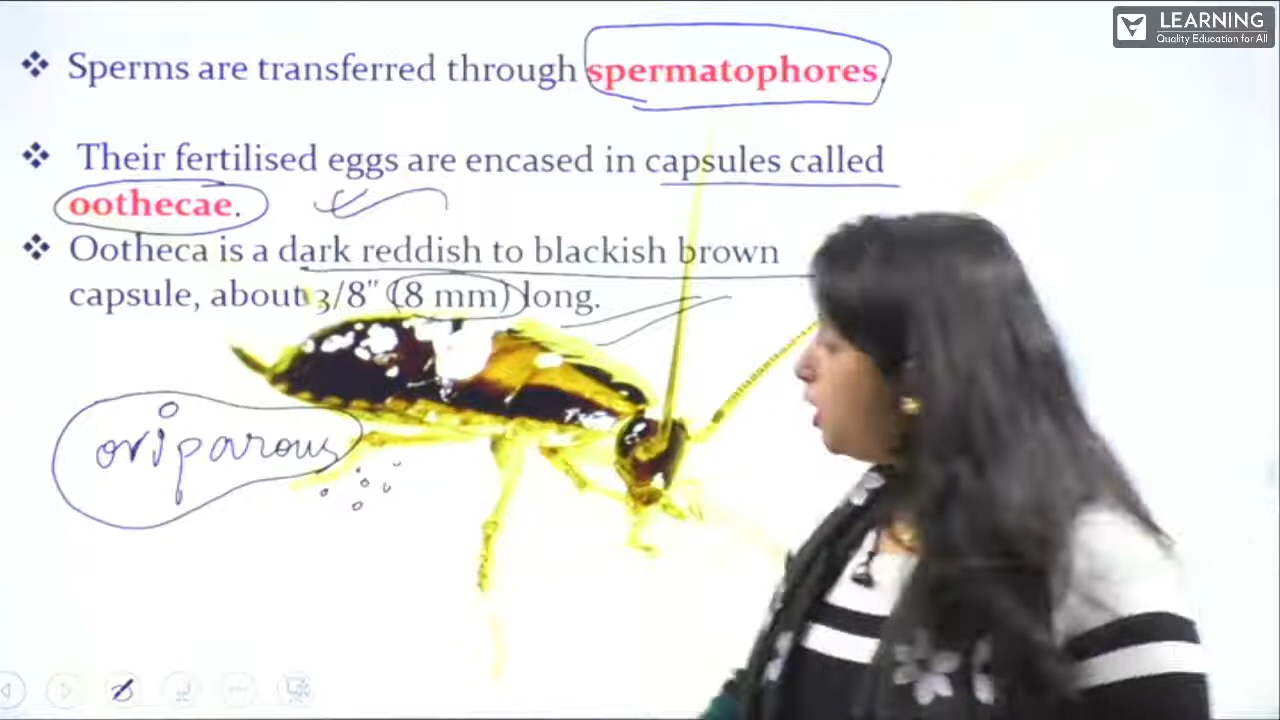 LEARNING
Quality Education for All
❖ Sperms are transferred through spermatophores.
❖ Their fertilised eggs are encased in capsules called
oothecae.
❖ Ootheca is a dark reddish to blackish brown
capsule, about 3/8" (8 mm) long.
oviparous